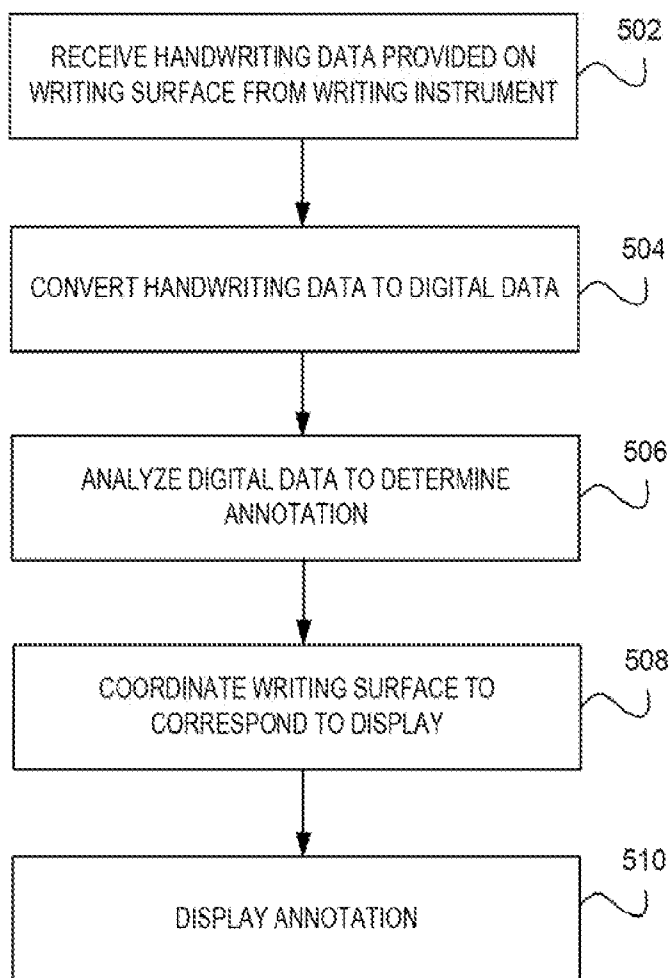 502
RECEIVE HANDWRITING DATA PROVIDED ON
WRITING SURFACE FROM WRITING INSTRUMENT
504
CONVERT HANDWRITING DATA TO DIGITAL DATA
506
ANALYZE DIGITAL DATA TO DETERMINE
ANNOTATION
508
COORDINATE WRITING SURFACE TO
CORRESPOND TO DISPLAY
510
DISPLAY ANNOTATION